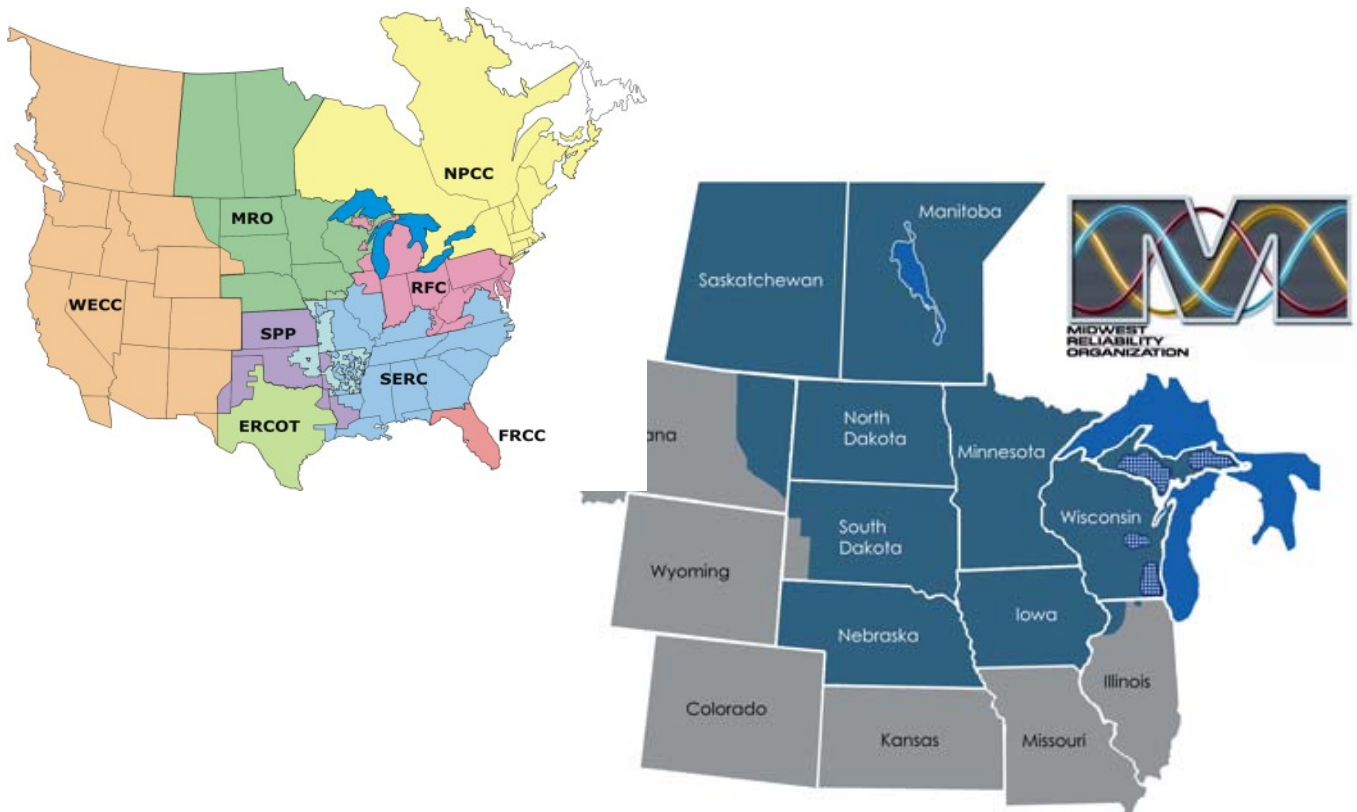 NPCC
MRO
RFC
WECC
SPP
SERC
ERCOT
FRCC
Manitoba
Saskatchewan
MIDWEST
RELIABILITY
ORGANIZATION
North
Dakota
ana
Minnesota
South
Dakota
Wisconsin
Wyoming
Iowa
Nebraska
Illinois
Colorado
Kansas
Missouri